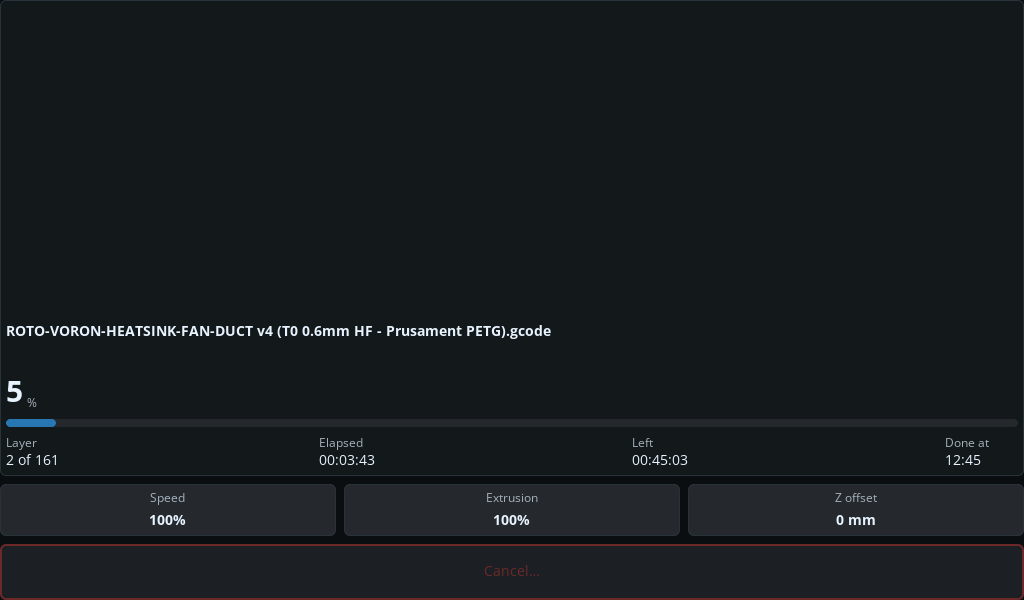 ROTO-VORON-HEATSINK-FAN-DUCT v4 (T0 0.6mm HF - Prusament PETG).gcode
5 %
Layer Elapsed Left Done at
2 of 161 00:03:43 00:45:03 12:45
Speed Extrusion Z offset
100% 100% 0 mm
Cancel...